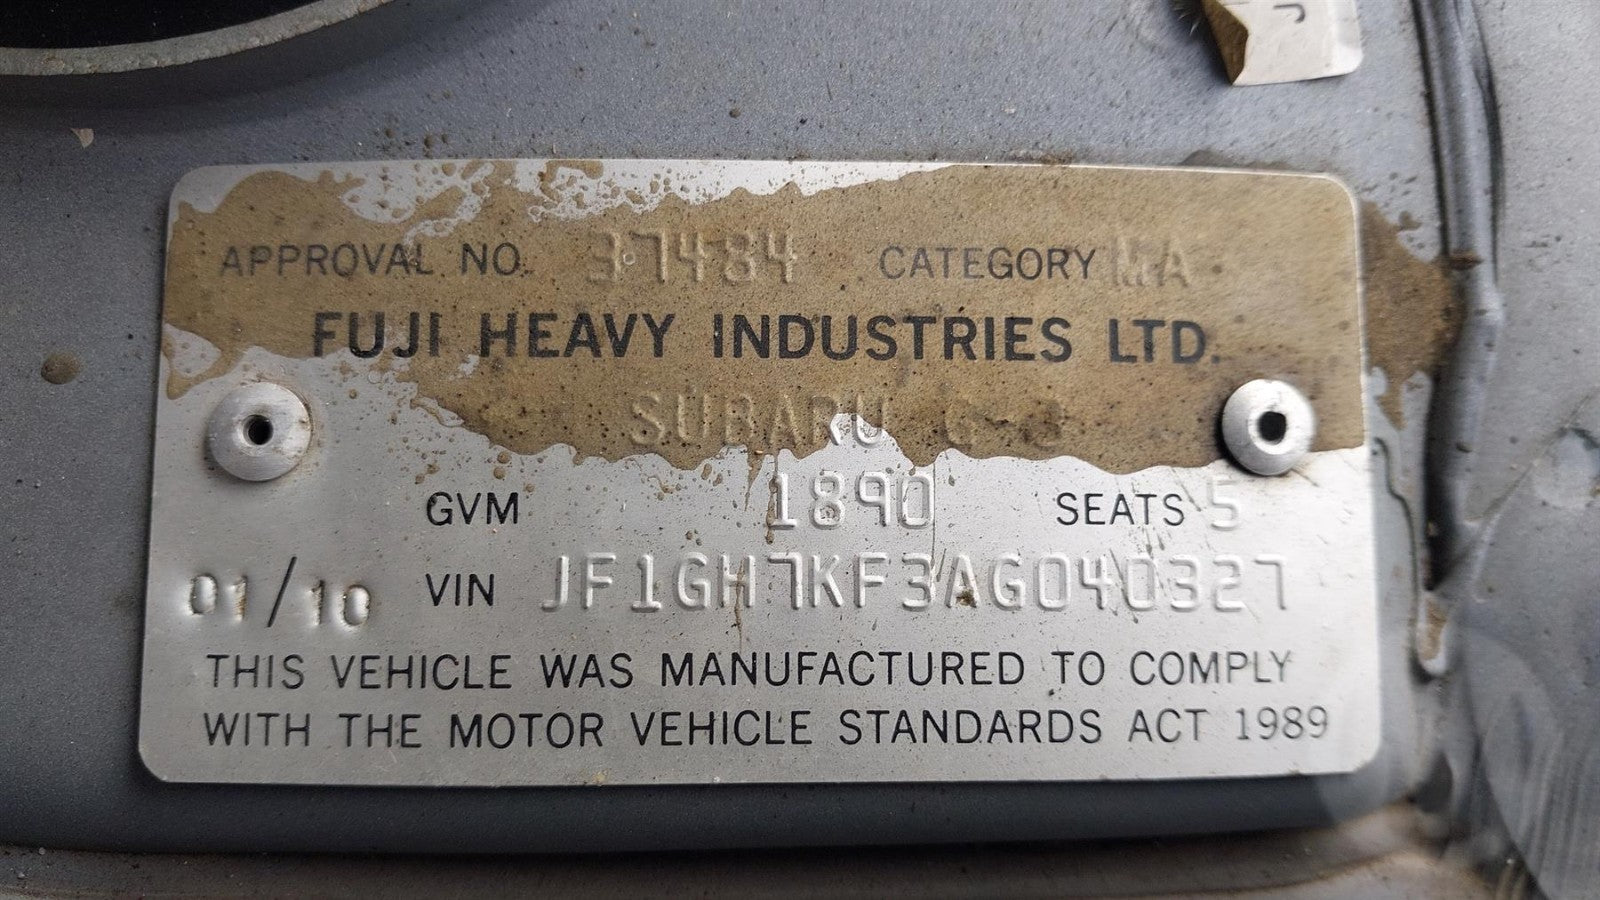 J
APPROVAL NO. 37484 CATEGORY MA
FUJI HEAVY INDUSTRIES LTD.
SUBARU G-3
GVM 1890 SEATS 5
01/10 VIN JF1GH7KF3AG040327
THIS VEHICLE WAS MANUFACTURED TO COMPLY
WITH THE MOTOR VEHICLE STANDARDS ACT 1989